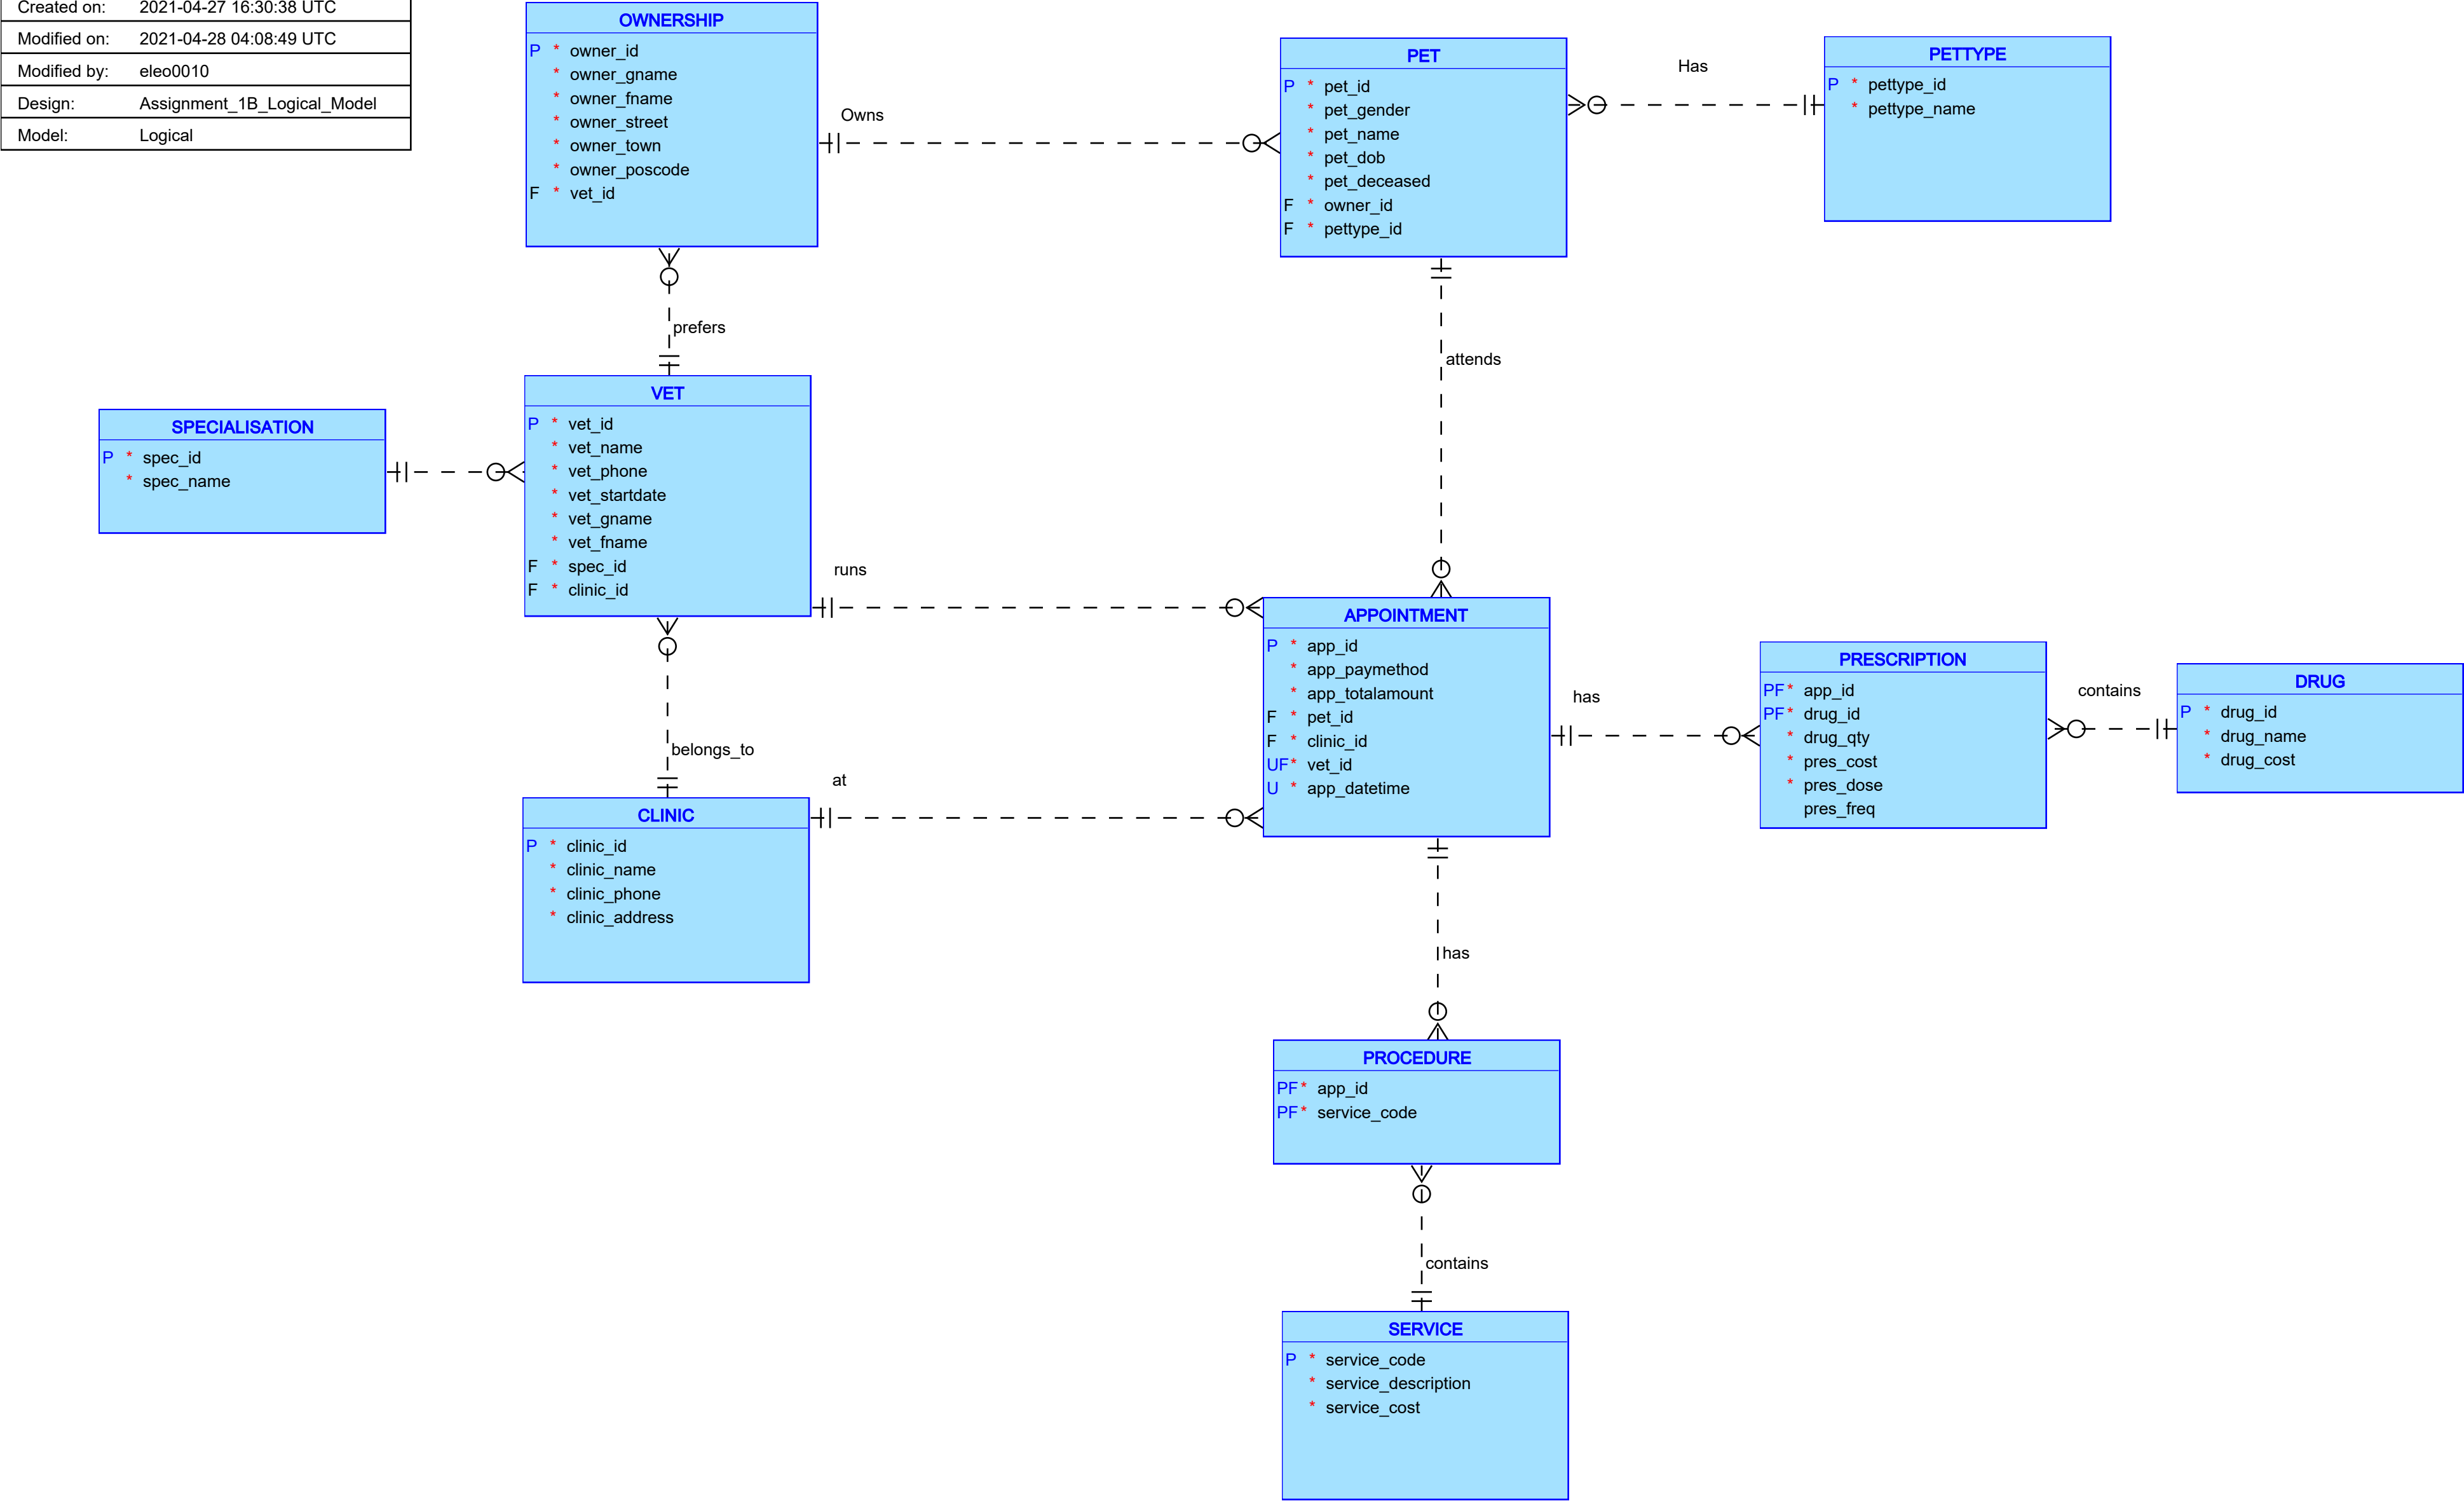 Created on: 2021-04-27 16:30:38 UTC
Modified on: 2021-04-28 04:08:49 UTC
Modified by: eleo0010
Design: Assignment_1B_Logical_Model
Model: Logical
OWNERSHIP
P * owner_id
* owner_gname
* owner_fname
* owner_street
* owner_town
* owner_poscode
F * vet_id
Owns
PET
P * pet_id
* pet_gender
* pet_name
* pet_dob
* pet_deceased
F * owner_id
F * pettype_id
Has
PETTYPE
P * pettype_id
* pettype_name
prefers
attends
SPECIALISATION
P * spec_id
* spec_name
VET
P * vet_id
* vet_name
* vet_phone
* vet_startdate
* vet_gname
* vet_fname
F * spec_id
F * clinic_id
runs
APPOINTMENT
P * app_id
* app_paymethod
* app_totalamount
F * pet_id
F * clinic_id
UF * vet_id
U * app_datetime
has
PRESCRIPTION
PF * app_id
PF * drug_id
* drug_qty
* pres_cost
* pres_dose
pres_freq
contains
DRUG
P * drug_id
* drug_name
* drug_cost
belongs_to
at
CLINIC
P * clinic_id
* clinic_name
* clinic_phone
* clinic_address
has
PROCEDURE
PF * app_id
PF * service_code
contains
SERVICE
P * service_code
* service_description
* service_cost